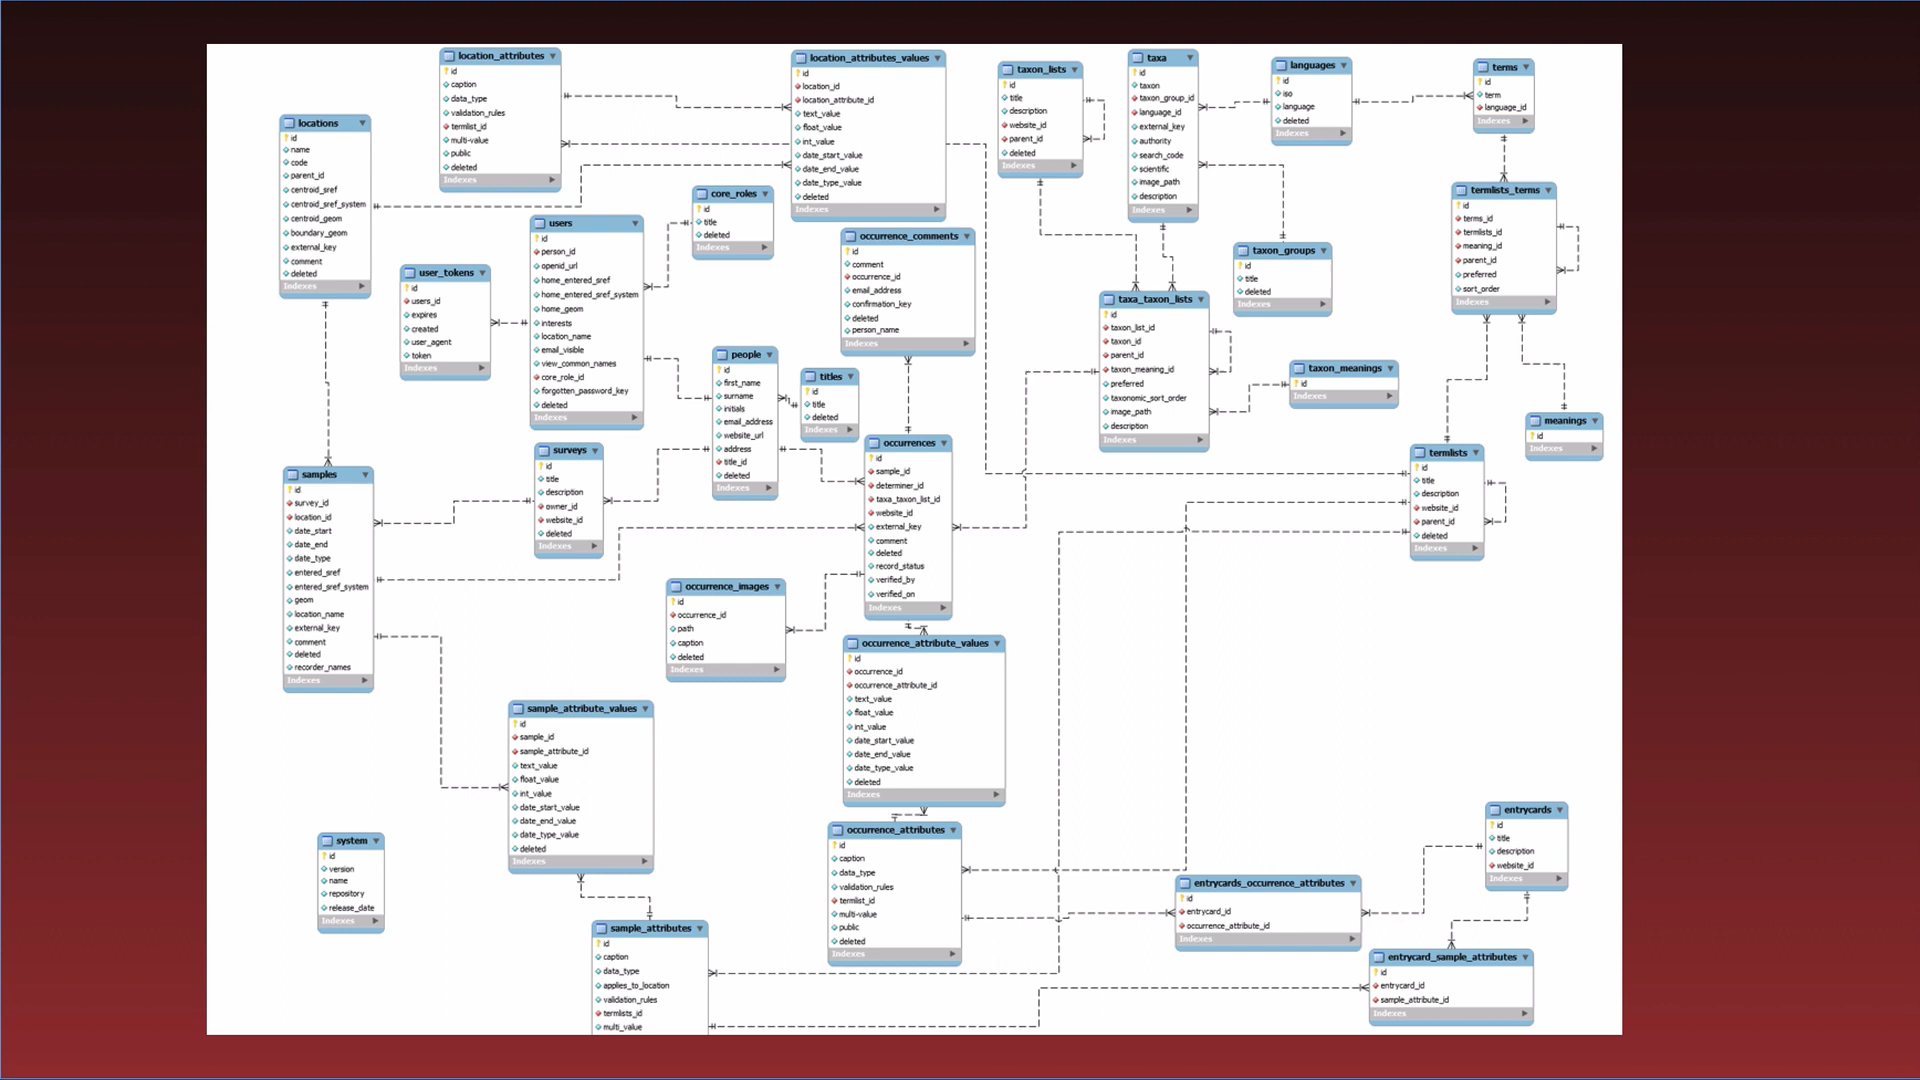 location_attributes
id
caption
data_type
validation_rules
termlist_id
multi-value
public
deleted
Indexes
location_attributes_values
id
location_id
location_attribute_id
text_value
float_value
int_value
date_start_value
date_end_value
date_type_value
deleted
Indexes
taxon_lists
id
title
description
website_id
parent_id
deleted
Indexes
taxa
id
taxon
taxon_group_id
language_id
external_key
authority
search_code
scientific
image_path
description
Indexes
languages
id
iso
language
deleted
Indexes
terms
id
term
language_id
Indexes
locations
id
name
code
parent_id
centroid_sref
centroid_sref_system
centroid_geom
boundary_geom
external_key
comment
deleted
Indexes
core_roles
id
title
deleted
Indexes
termlists_terms
id
terms_id
termlists_id
meaning_id
parent_id
preferred
sort_order
Indexes
users
id
person_id
openid_url
home_entered_sref
home_entered_sref_system
home_geom
interests
location_name
email_visible
view_common_names
core_role_id
forgotten_password_key
deleted
Indexes
occurrence_comments
id
comment
occurrence_id
email_address
confirmation_key
deleted
person_name
Indexes
taxon_groups
id
title
deleted
Indexes
user_tokens
id
users_id
expires
created
user_agent
token
Indexes
taxa_taxon_lists
id
taxon_list_id
taxon_id
parent_id
taxon_meaning_id
preferred
taxonomic_sort_order
image_path
description
Indexes
people
id
first_name
surname
initials
email_address
website_url
address
title_id
deleted
Indexes
titles
id
title
deleted
Indexes
taxon_meanings
id
Indexes
meanings
id
Indexes
surveys
id
title
description
owner_id
website_id
deleted
Indexes
occurrences
id
sample_id
determiner_id
taxa_taxon_list_id
website_id
external_key
comment
deleted
record_status
verified_by
verified_on
Indexes
termlists
id
title
description
website_id
parent_id
deleted
Indexes
samples
id
survey_id
location_id
date_start
date_end
date_type
entered_sref
entered_sref_system
geom
location_name
external_key
comment
deleted
recorder_names
Indexes
occurrence_images
id
occurrence_id
path
caption
deleted
Indexes
occurrence_attribute_values
id
occurrence_id
occurrence_attribute_id
text_value
float_value
int_value
date_start_value
date_end_value
date_type_value
deleted
Indexes
sample_attribute_values
id
sample_id
sample_attribute_id
text_value
float_value
int_value
date_start_value
date_end_value
date_type_value
deleted
Indexes
system
id
version
name
repository
release_date
Indexes
occurrence_attributes
id
caption
data_type
validation_rules
termlist_id
multi-value
public
deleted
Indexes
entrycards
id
title
description
website_id
Indexes
entrycards_occurrence_attributes
id
entrycard_id
occurrence_attribute_id
Indexes
sample_attributes
id
caption
data_type
applies_to_location
validation_rules
termlists_id
multi_value
entrycard_sample_attributes
id
entrycard_id
sample_attribute_id
Indexes